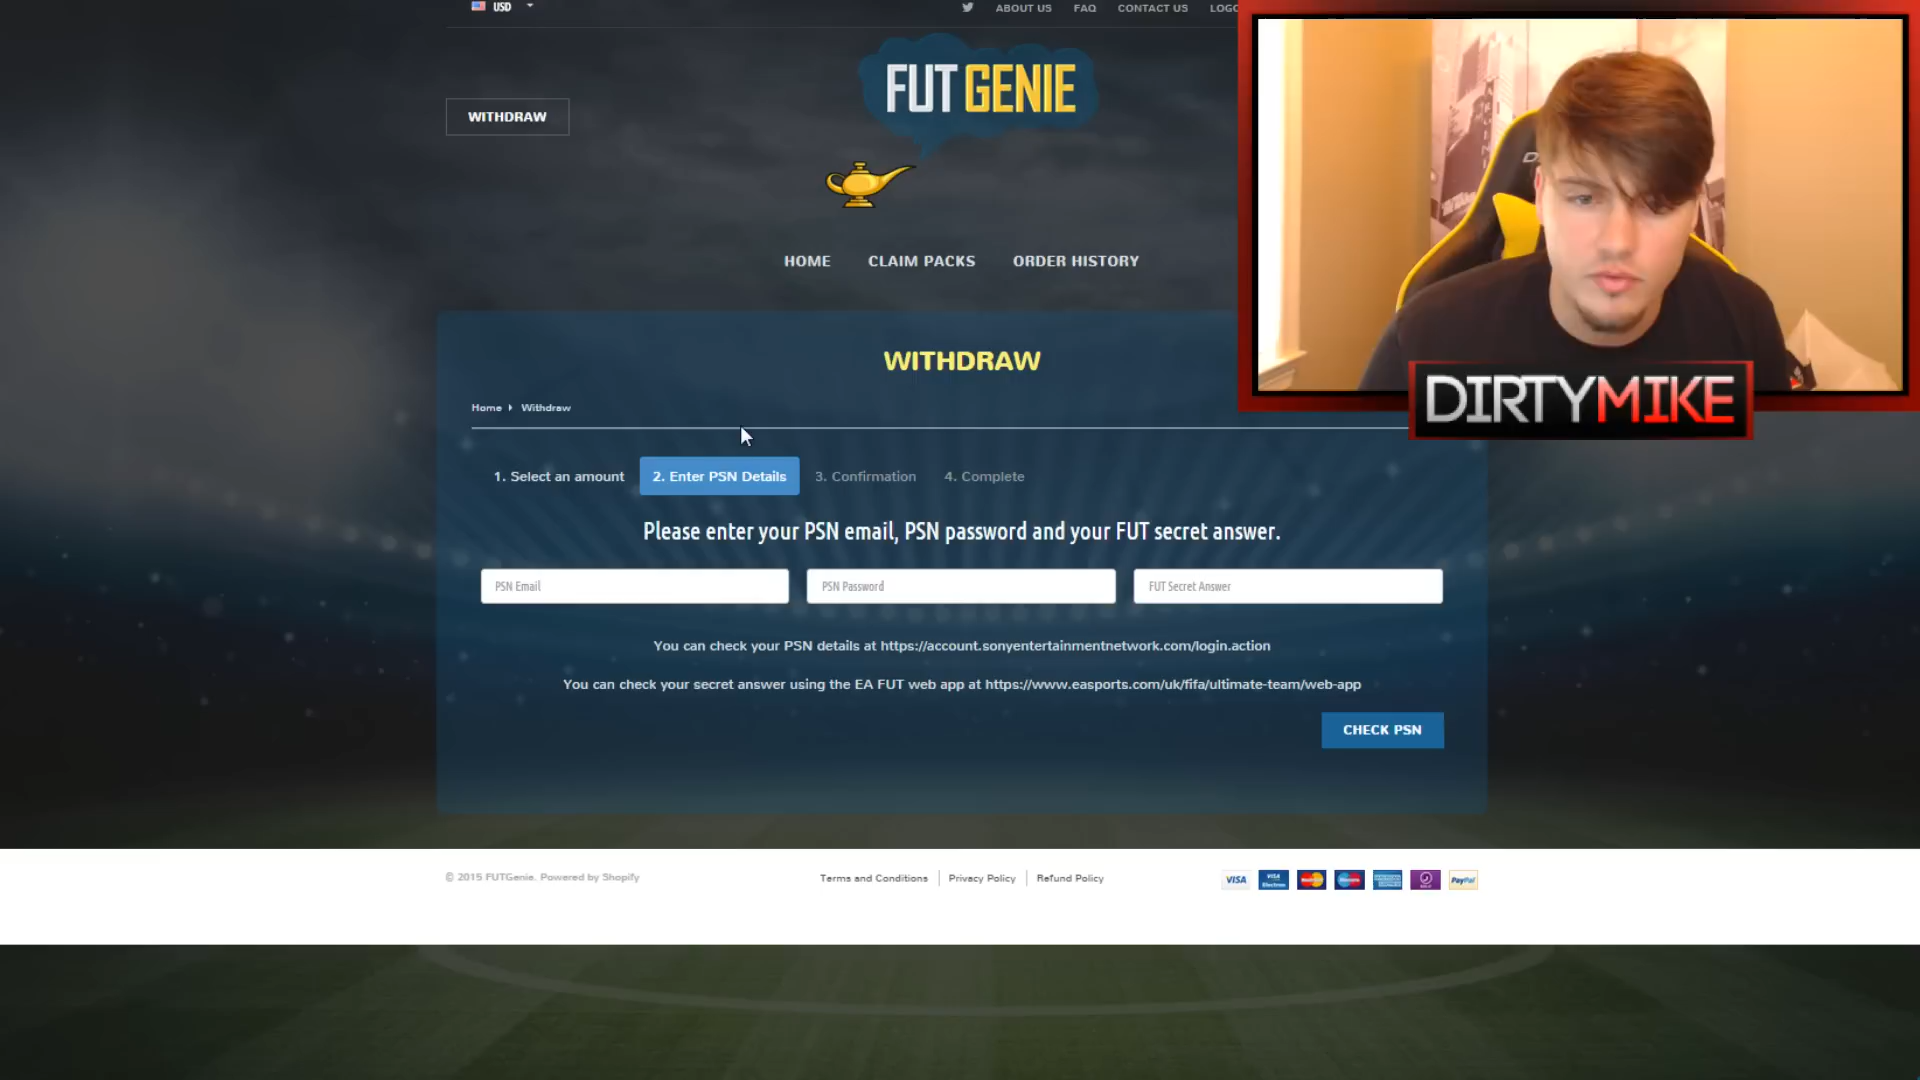 USD
ABOUT US
FAQ
CONTACT US
WITHDRAW
FUT GENIE
HOME
CLAIM PACKS
ORDER HISTORY
WITHDRAW
Home
Withdraw
DIRTYMIKE
1. Select an amount
2. Enter PSN Details
3. Confirmation
4. Complete
Please enter your PSN email, PSN password and your FUT secret answer.
PSN Email
PSN Password
FUT Secret Answer
You can check your PSN details at https://account.sonyentertainmentnetwork.com/login.action
You can check your secret answer using the EA FUT web app at https://www.easports.com/uk/fifa/ultimate-team/web-app
CHECK PSN
© 2015 FUTGenie. Powered by Shopify
Terms and Conditions
Privacy Policy
Refund Policy
VISA
VISA
PayPal